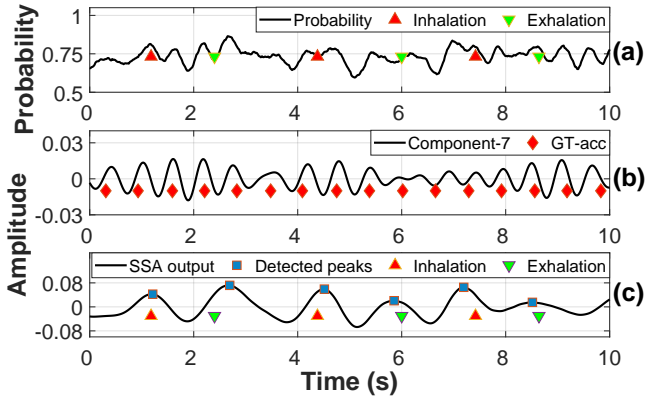 Probability Inhalation Exhalation
1
0.75
0.5
Probability
(a)
0 2 4 6 8 10
Component-7 GT-acc
0.03
0
-0.03
(b)
0 2 4 6 8 10
Amplitude
SSA output Detected peaks Inhalation Exhalation
0.08
0
-0.08
(c)
0 2 4 6 8 10
Time (s)